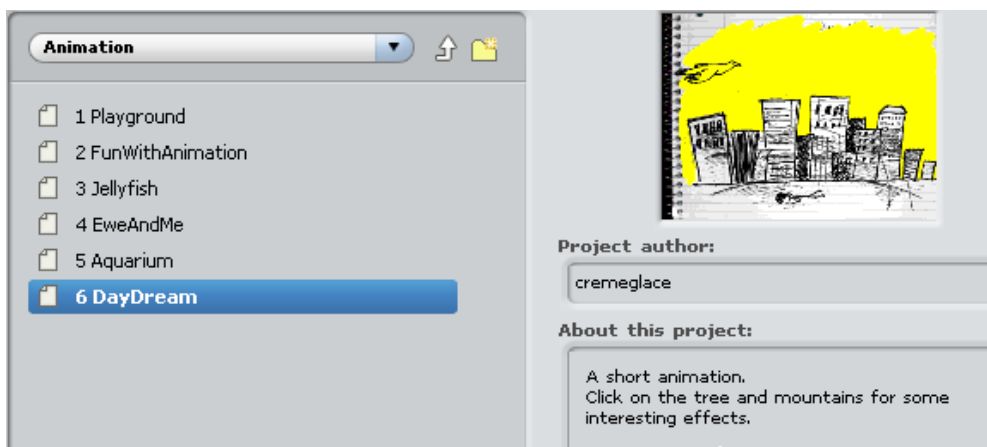 Animation
1 Playground
2 FunWithAnimation
3 Jellyfish
4 EweAndMe
5 Aquarium
6 DayDream
Project author:
cremeglace
About this project:
A short animation.
Click on the tree and mountains for some
interesting effects.